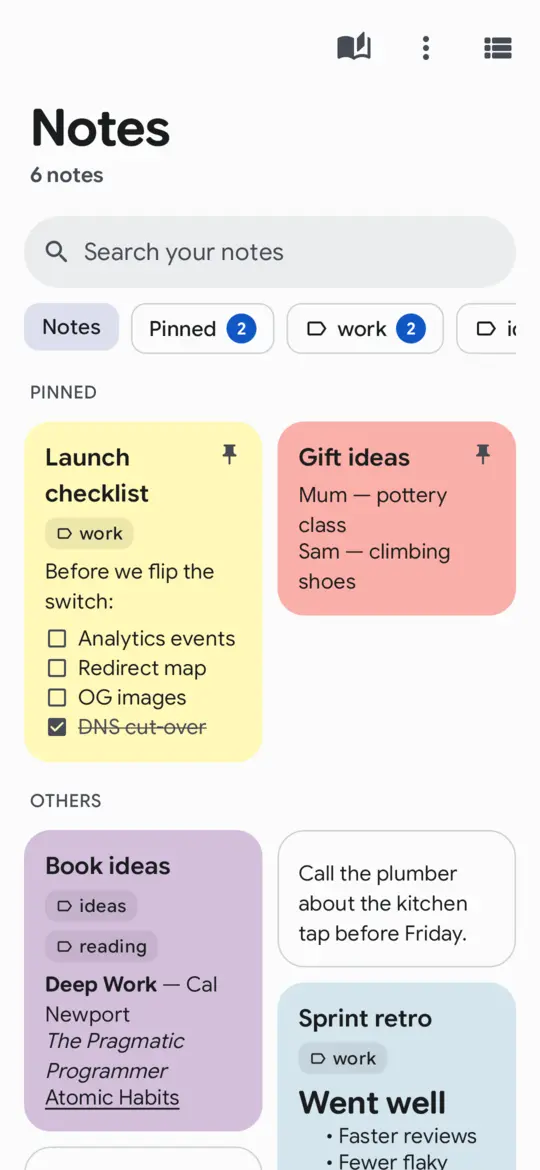 Notes
6 notes
Search your notes
Notes
Pinned 2
work 2
PINNED
Launch
checklist
work
Before we flip the
switch:
Analytics events
Redirect map
OG images
DNS cut-over
Gift ideas
Mum — pottery
class
Sam — climbing
shoes
OTHERS
Book ideas
ideas
reading
Deep Work — Cal
Newport
The Pragmatic
Programmer
Atomic Habits
Call the plumber
about the kitchen
tap before Friday.
Sprint retro
work
Went well
• Faster reviews
• Fewer flaky